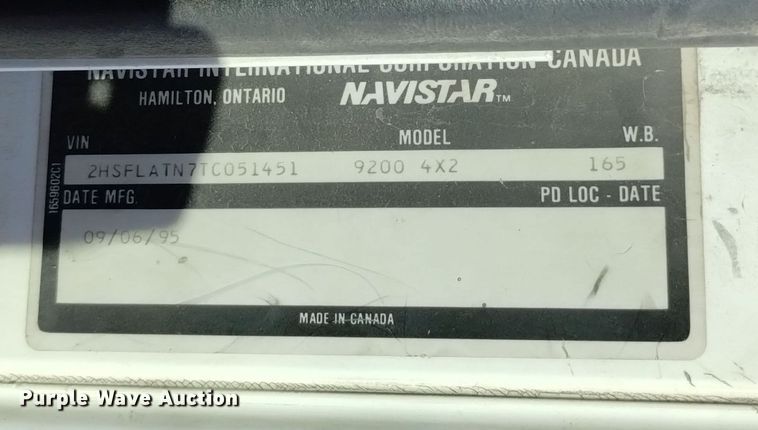 NAVISTAR INTERNATIONAL CORPORATION CANADA
HAMILTON, ONTARIO NAVISTAR™
VIN MODEL W.B.
2HSFLATN7TC051451 9200 4X2 165
DATE MFG. PD LOC - DATE
09/06/95
MADE IN CANADA
1659602C1
Purple Wave Auction